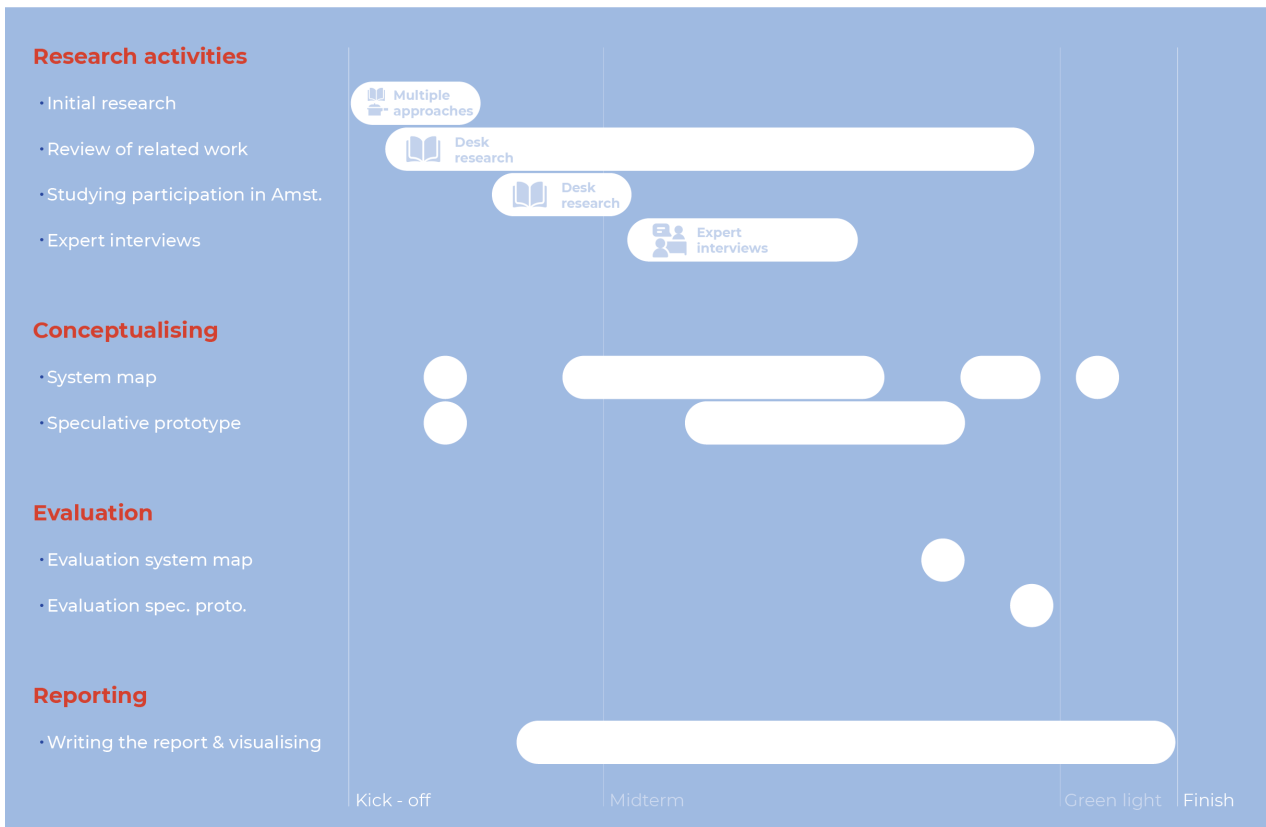 Research activities
· Initial research
Multiple
approaches
· Review of related work
Desk
research
· Studying participation in Amst.
Desk
research
· Expert interviews
Expert
interviews
Conceptualising
· System map
· Speculative prototype
Evaluation
· Evaluation system map
· Evaluation spec. proto.
Reporting
· Writing the report & visualising
Kick - off Midterm Green light Finish